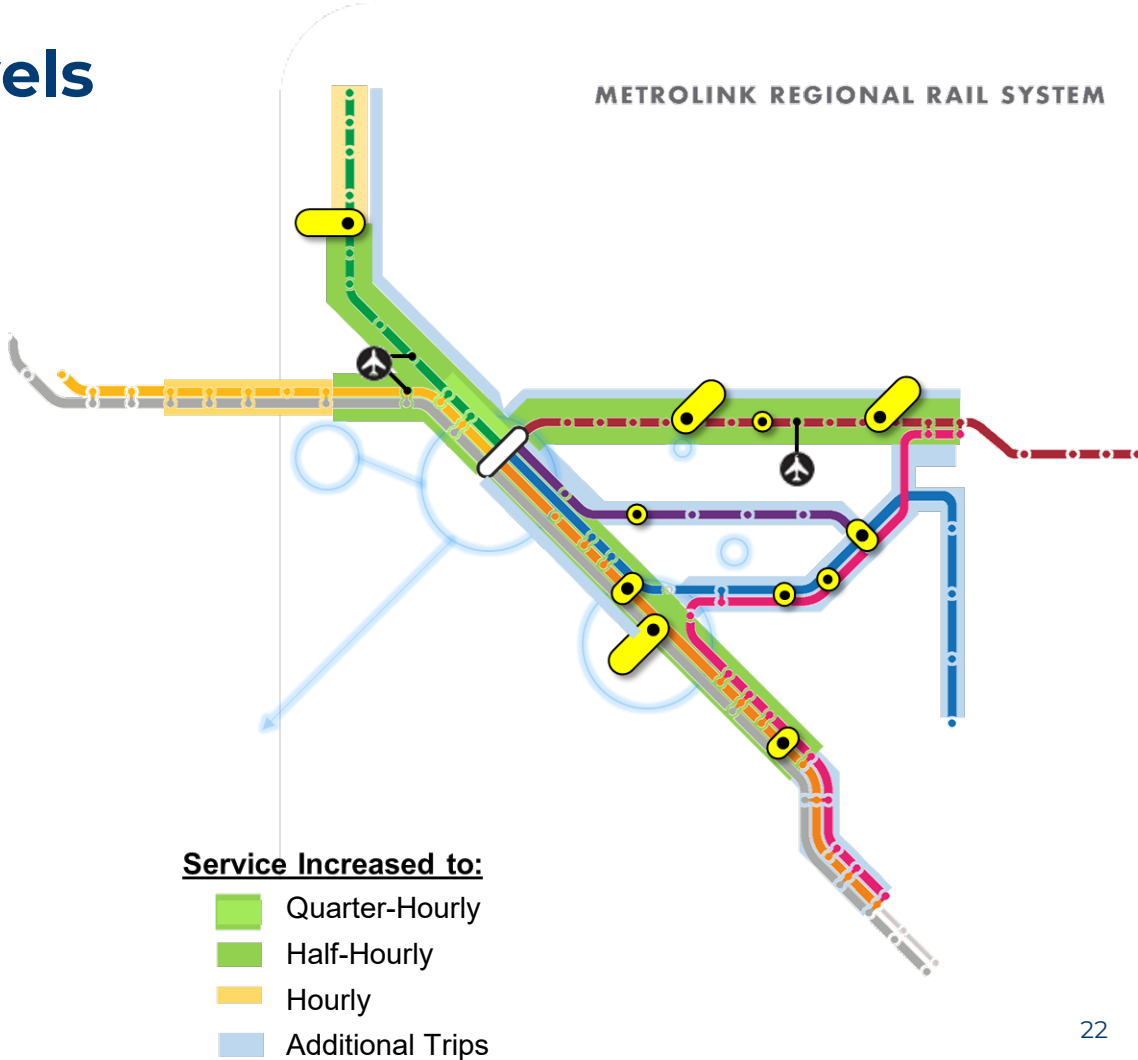 els
METROLINK REGIONAL RAIL SYSTEM
Service Increased to:
Quarter-Hourly
Half-Hourly
Hourly
Additional Trips
22